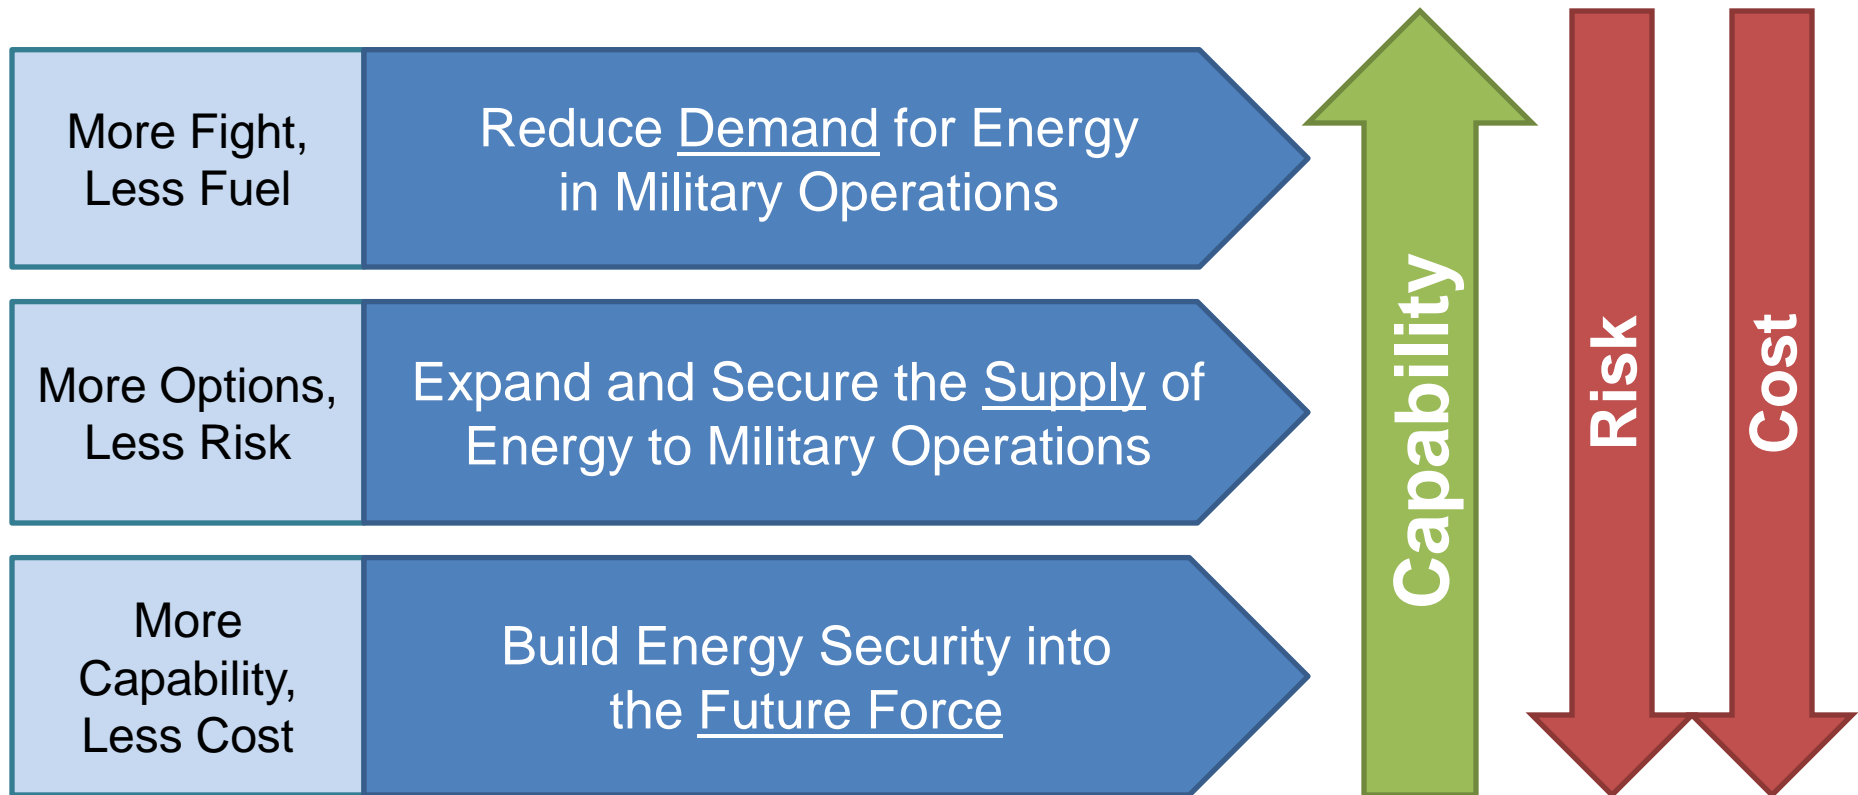 More Fight,
Less Fuel
Reduce Demand for Energy
in Military Operations
More Options,
Less Risk
Expand and Secure the Supply of
Energy to Military Operations
More
Capability,
Less Cost
Build Energy Security into
the Future Force
Capability
Risk
Cost